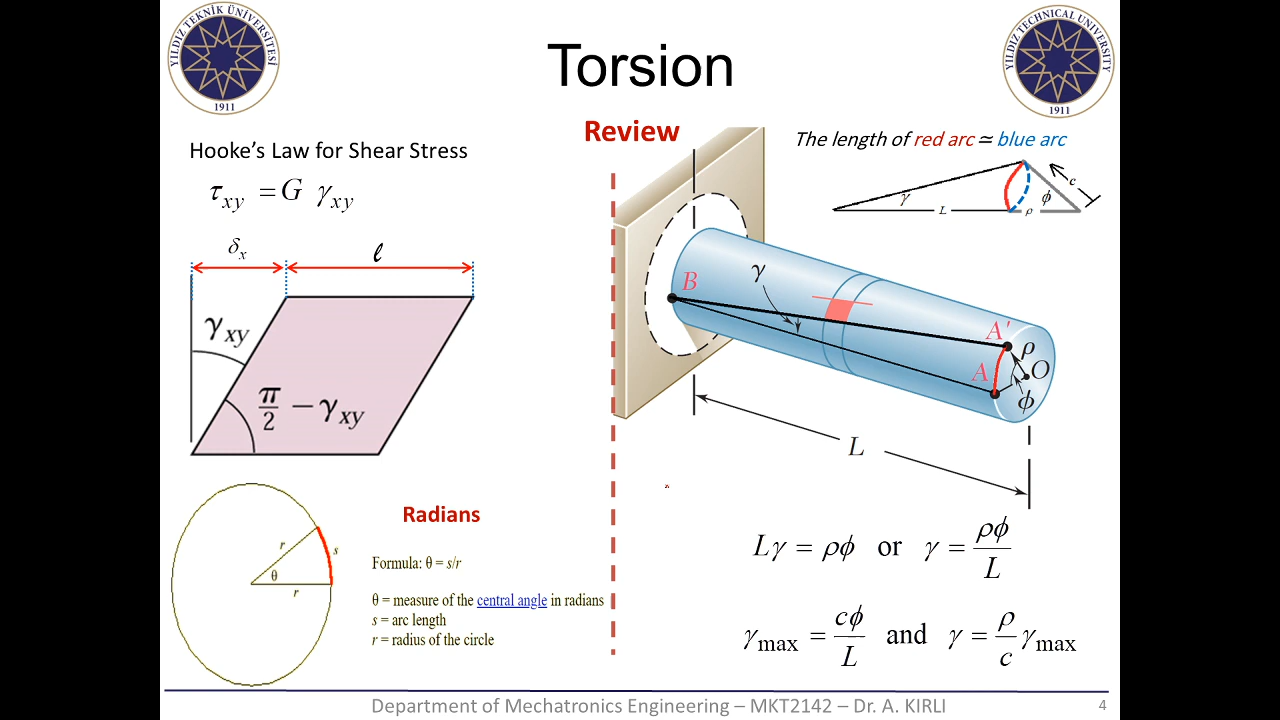 YILDIZ TEKNİK ÜNİVERSİTESİ
1911
Torsion
YILDIZ TECHNICAL UNIVERSITY
1911
Review
Hooke's Law for Shear Stress
τxy = G γxy
δx
ℓ
γxy
π/2 − γxy
The length of red arc ≃ blue arc
γ
L
ρ
ϕ
c
B
γ
A'
A
ρ
O
ϕ
L
r
s
θ
r
Radians
Formula: θ = s/r
θ = measure of the central angle in radians
s = arc length
r = radius of the circle
Lγ = ρϕ or γ = ρϕ/L
γmax = cϕ/L and γ = ρ/c γmax
Department of Mechatronics Engineering – MKT2142 – Dr. A. KIRLI
4